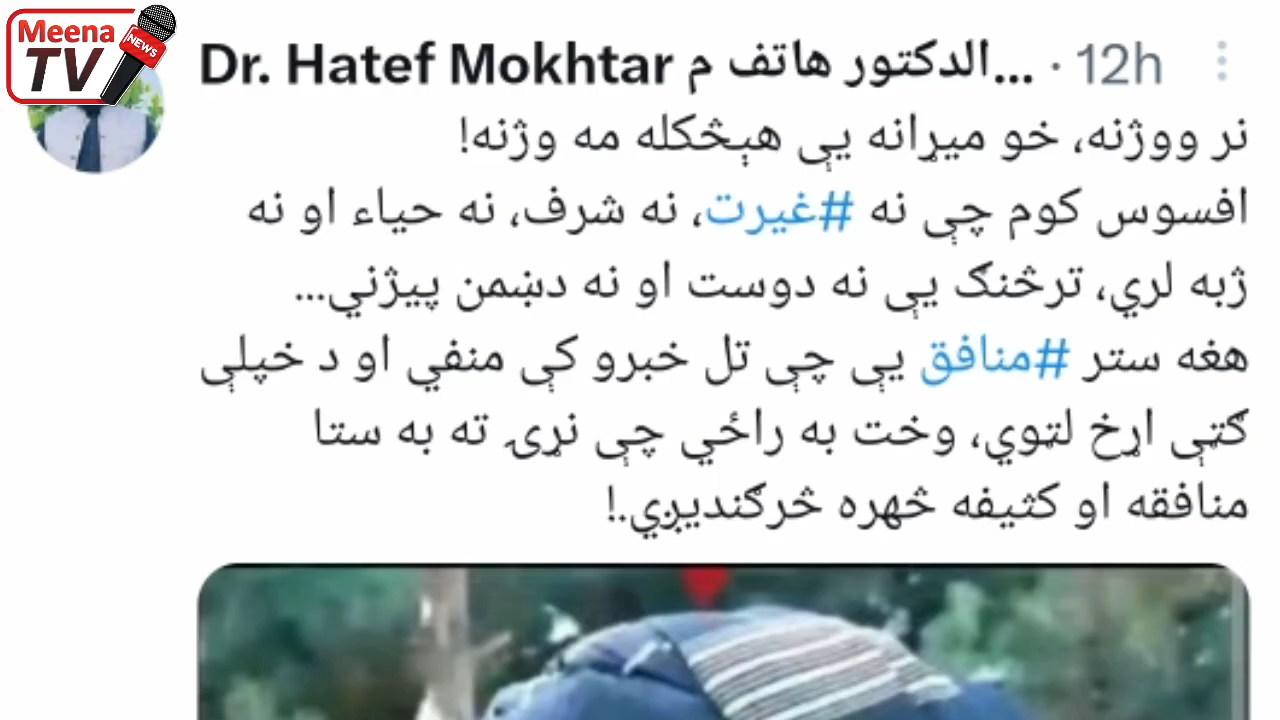 Meena
TV
NEWS
Dr. Hatef Mokhtar الدكتور هاتف م... · 12h
نر ووژنه، خو میړانه یې هېڅکله مه وژنه!
افسوس کوم چې نه #غیرت، نه شرف، نه حیاء او نه
ژبه لري، ترڅنګ یې نه دوست او نه دښمن پیژني...
هغه ستر #منافق یې چې تل خبرو کې منفي او د خپلې
ګټې اړخ لټوي، وخت به راځي چې نړۍ ته به ستا
منافقه او کثیفه څهره څرګندیږي.!